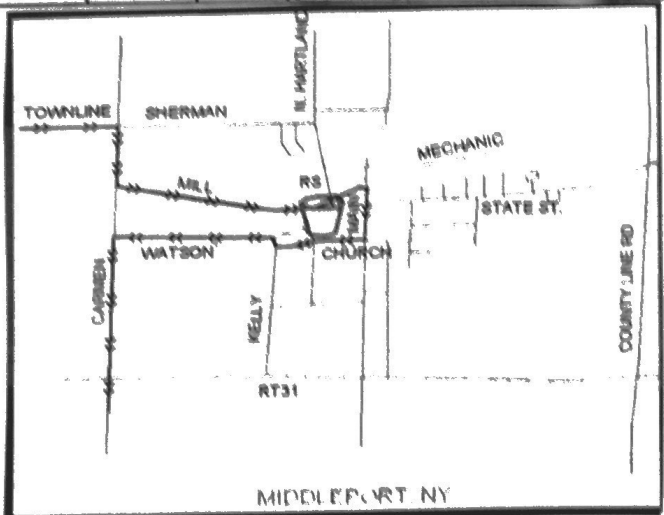 N. HARTLAND
TOWNLINE SHERMAN
MECHANIC
MILL RS
MAIN
STATE ST.
WATSON CHURCH
CARMEN
KELLY
COUNTY LINE RD
RT31
MIDDLEPORT NY